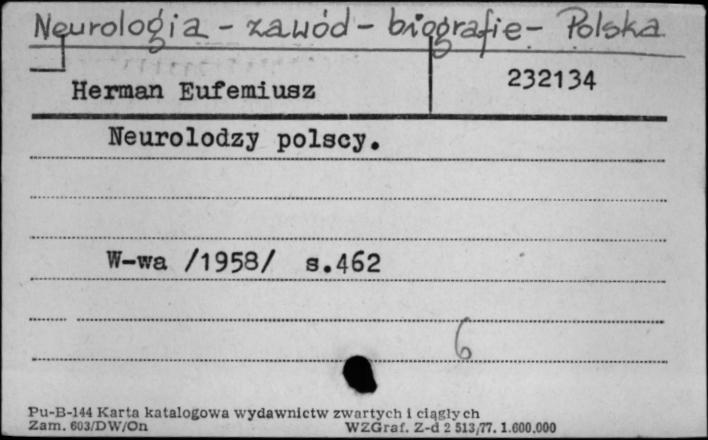 Neurologia - zawód - biografie - Polska
Herman Eufemiusz
232134
Neurolodzy polscy.
W-wa /1958/ s.462
6
Pu-B-144 Karta katalogowa wydawnictw zwartych i ciągłych
Zam. 603/DW/On WZGraf. Z-d 2 513/77. 1.600.000